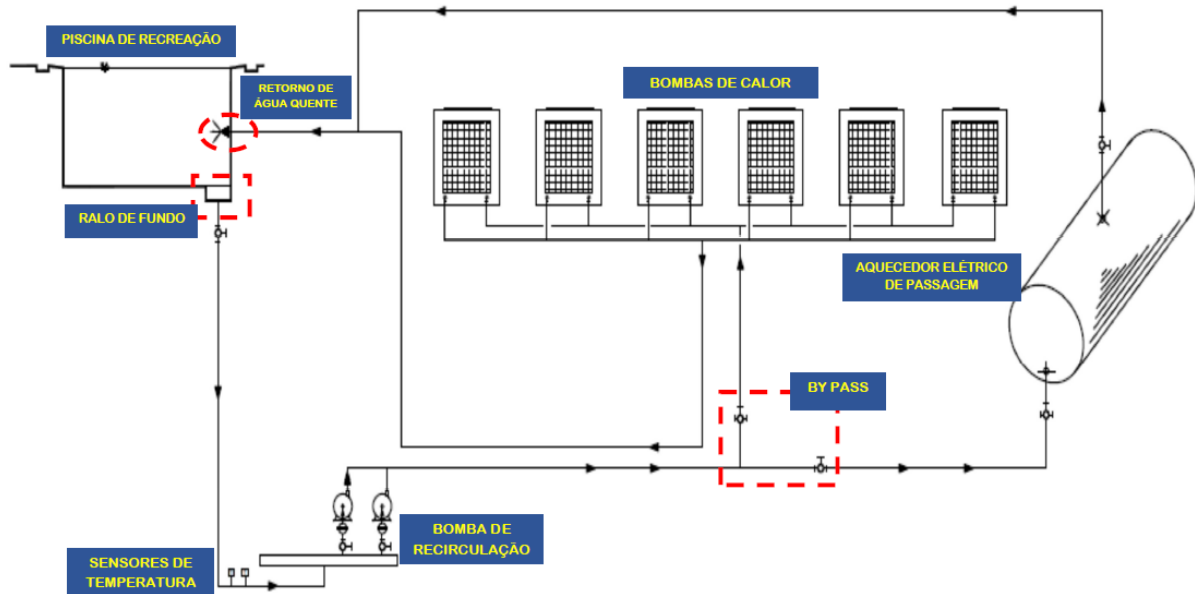 PISCINA DE RECREAÇÃO
RETORNO DE
ÁGUA QUENTE
BOMBAS DE CALOR
RALO DE FUNDO
AQUECEDOR ELÉTRICO
DE PASSAGEM
BY PASS
BOMBA DE
RECIRCULAÇÃO
SENSORES DE
TEMPERATURA